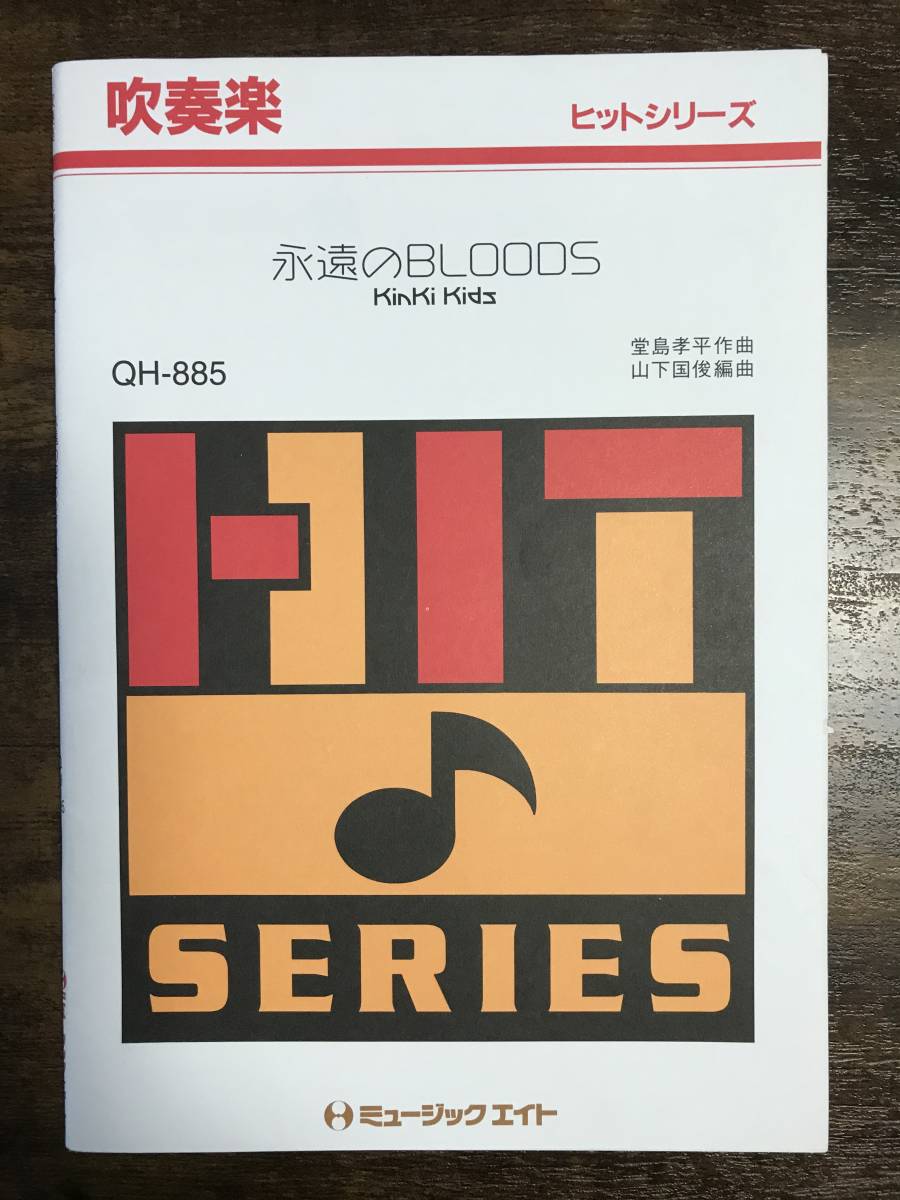 吹奏楽
ヒットシリーズ
永遠のBLOODS
KinKi Kids
堂島孝平作曲
山下国俊編曲
QH-885
HIT
SERIES
ミュージックエイト